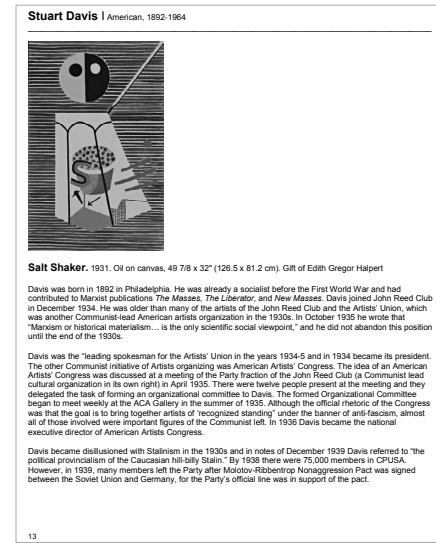 Stuart Davis | American, 1892-1964
Salt Shaker. 1931. Oil on canvas, 49 7/8 x 32" (126.5 x 81.2 cm). Gift of Edith Gregor Halpert
Davis was born in 1892 in Philadelphia. He was already a socialist before the First World War and had
contributed to Marxist publications The Masses, The Liberator, and New Masses. Davis joined John Reed Club
in December 1934. He was older than many of the artists of the John Reed Club and the Artists' Union, which
was another Communist-lead American artists organization in the 1930s. In October 1935 he wrote that
"Marxism or historical materialism… is the only scientific social viewpoint," and he did not abandon this position
until the end of the 1930s.
Davis was the "leading spokesman for the Artists' Union in the years 1934-5 and in 1934 became its president.
The other Communist initiative of Artists organizing was American Artists' Congress. The idea of an American
Artists' Congress was discussed at a meeting of the Party fraction of the John Reed Club (a Communist lead
cultural organization in its own right) in April 1935. There were twelve people present at the meeting and they
delegated the task of forming an organizational committee to Davis. The formed Organizational Committee
began to meet weekly at the ACA Gallery in the summer of 1935. Although the official rhetoric of the Congress
was that the goal is to bring together artists of 'recognized standing" under the banner of anti-fascism, almost
all of those involved were important figures of the Communist left. In 1936 Davis became the national
executive director of American Artists Congress.
Davis became disillusioned with Stalinism in the 1930s and in notes of December 1939 Davis referred to "the
political provincialism of the Caucasian hill-billy Stalin." By 1938 there were 75,000 members in CPUSA.
However, in 1939, many members left the Party after Molotov-Ribbentrop Nonaggression Pact was signed
between the Soviet Union and Germany, for the Party's official line was in support of the pact.
13